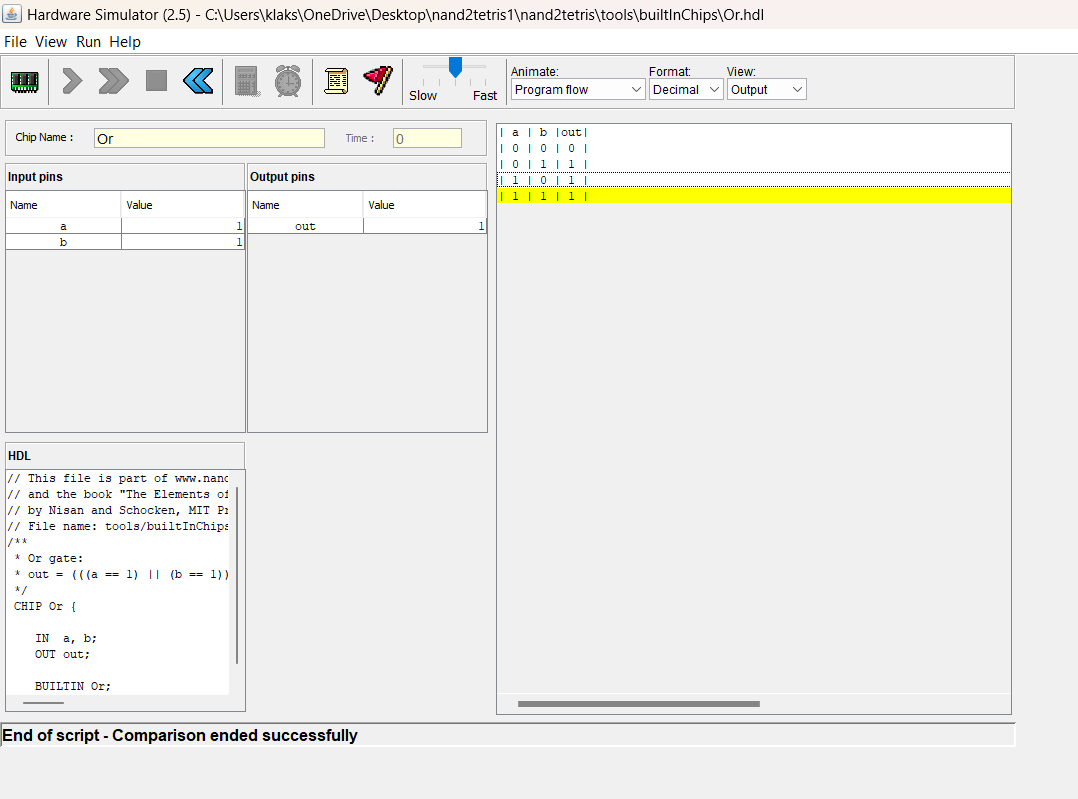 Hardware Simulator (2.5) - C:\Users\klaks\OneDrive\Desktop\nand2tetris1\nand2tetris\tools\builtInChips\Or.hdl
File View Run Help
Slow Fast
Animate: Format: View:
Program flow Decimal Output
Chip Name : Or Time : 0
Input pins
Name Value
a 1
b 1
Output pins
Name Value
out 1
| a | b |out|
| 0 | 0 | 0 |
| 0 | 1 | 1 |
| 1 | 0 | 1 |
| 1 | 1 | 1 |
HDL
// This file is part of www.nand
// and the book "The Elements of
// by Nisan and Schocken, MIT Pr
// File name: tools/builtInChips
/**
* Or gate:
* out = (((a == 1) || (b == 1))
*/
CHIP Or {
IN a, b;
OUT out;
BUILTIN Or;
End of script - Comparison ended successfully